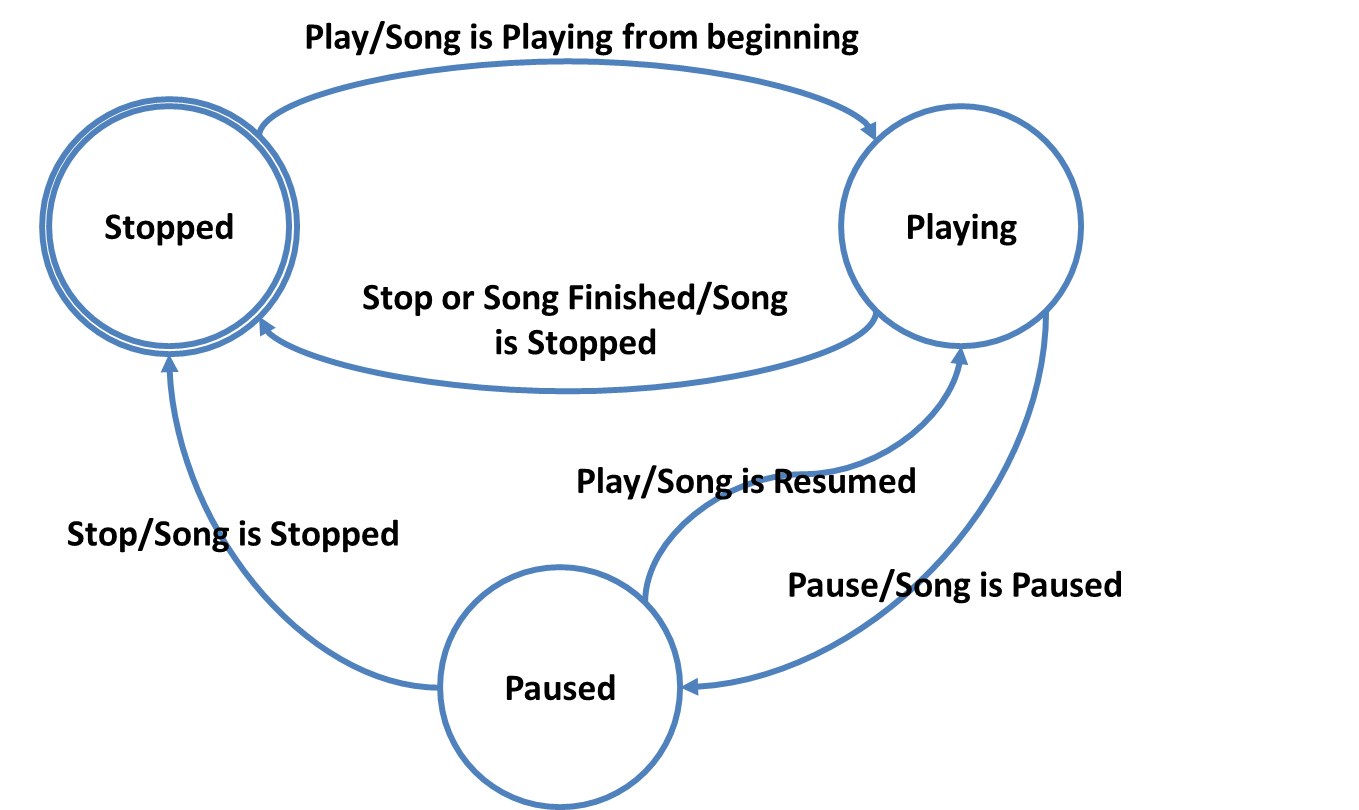 Play/Song is Playing from beginning
Stopped
Playing
Stop or Song Finished/Song
is Stopped
Play/Song is Resumed
Stop/Song is Stopped
Pause/Song is Paused
Paused